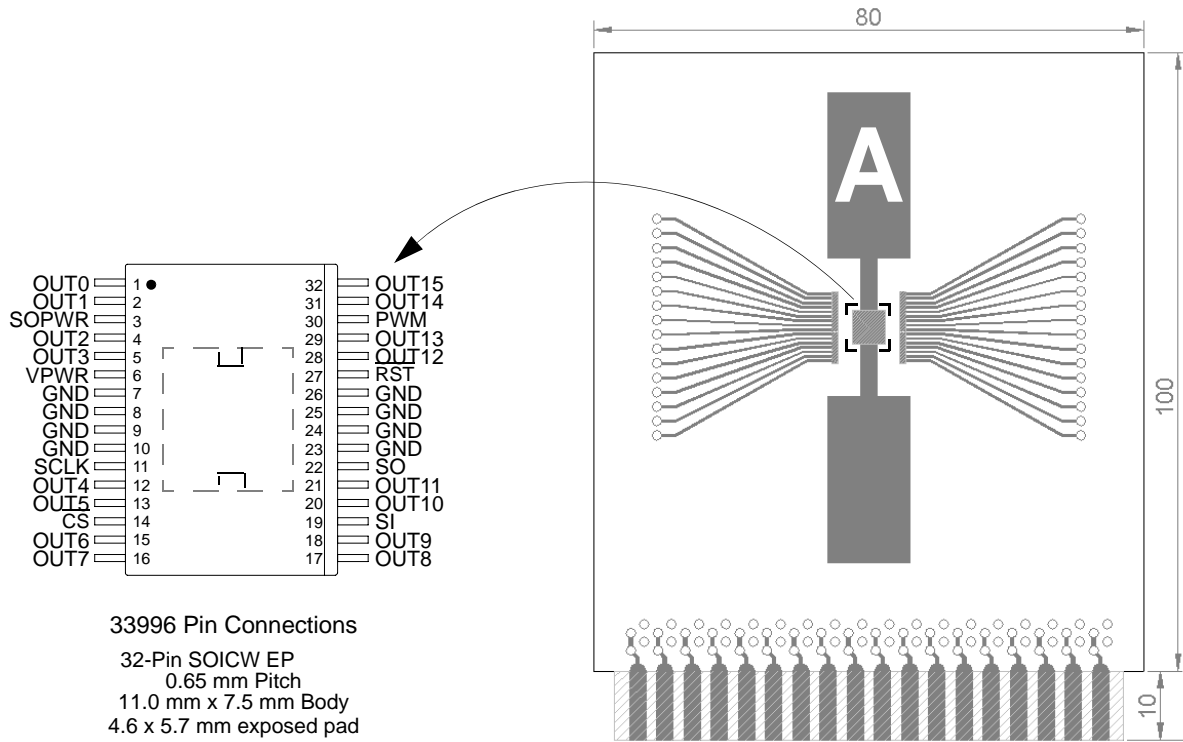 80
A
100
10
OUT0 1 32 OUT15
OUT1 2 31 OUT14
SOPWR 3 30 PWM
OUT2 4 29 OUT13
OUT3 5 28 OUT12
VPWR 6 27 RST
GND 7 26 GND
GND 8 25 GND
GND 9 24 GND
GND 10 23 GND
SCLK 11 22 SO
OUT4 12 21 OUT11
OUT5 13 20 OUT10
CS 14 19 SI
OUT6 15 18 OUT9
OUT7 16 17 OUT8
33996 Pin Connections
32-Pin SOICW EP
0.65 mm Pitch
11.0 mm x 7.5 mm Body
4.6 x 5.7 mm exposed pad